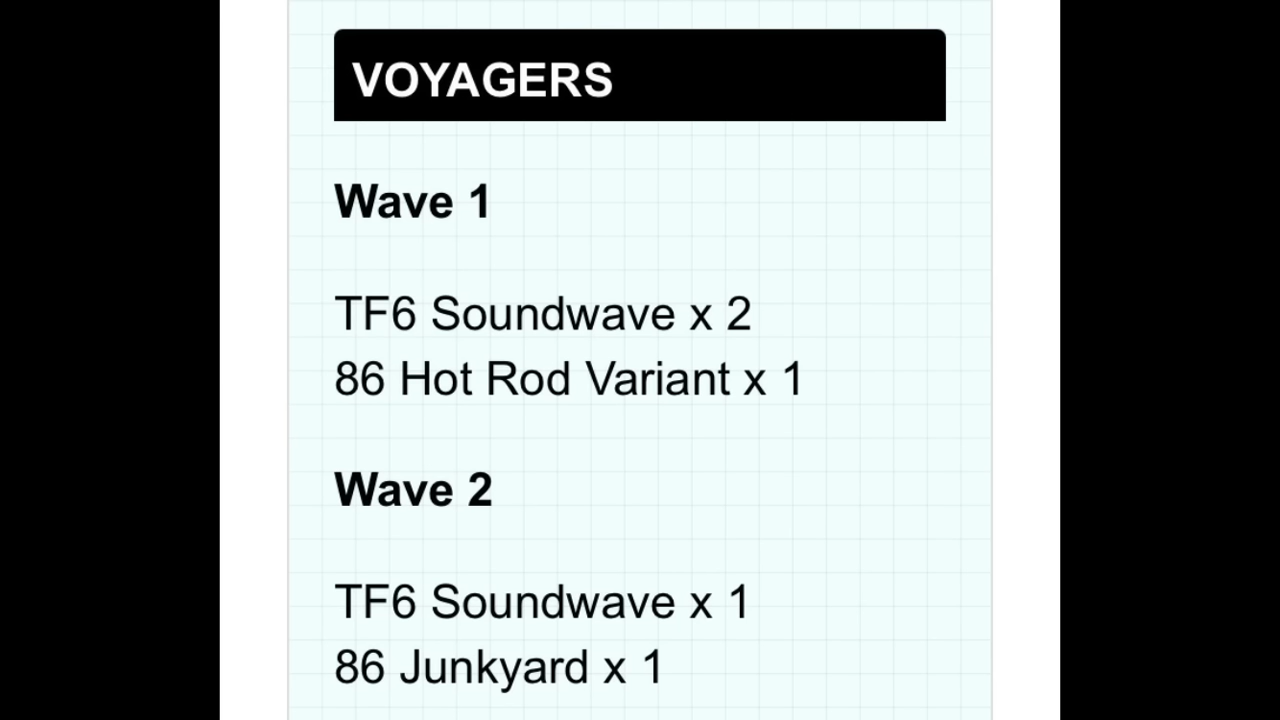 VOYAGERS
Wave 1
TF6 Soundwave x 2
86 Hot Rod Variant x 1
Wave 2
TF6 Soundwave x 1
86 Junkyard x 1